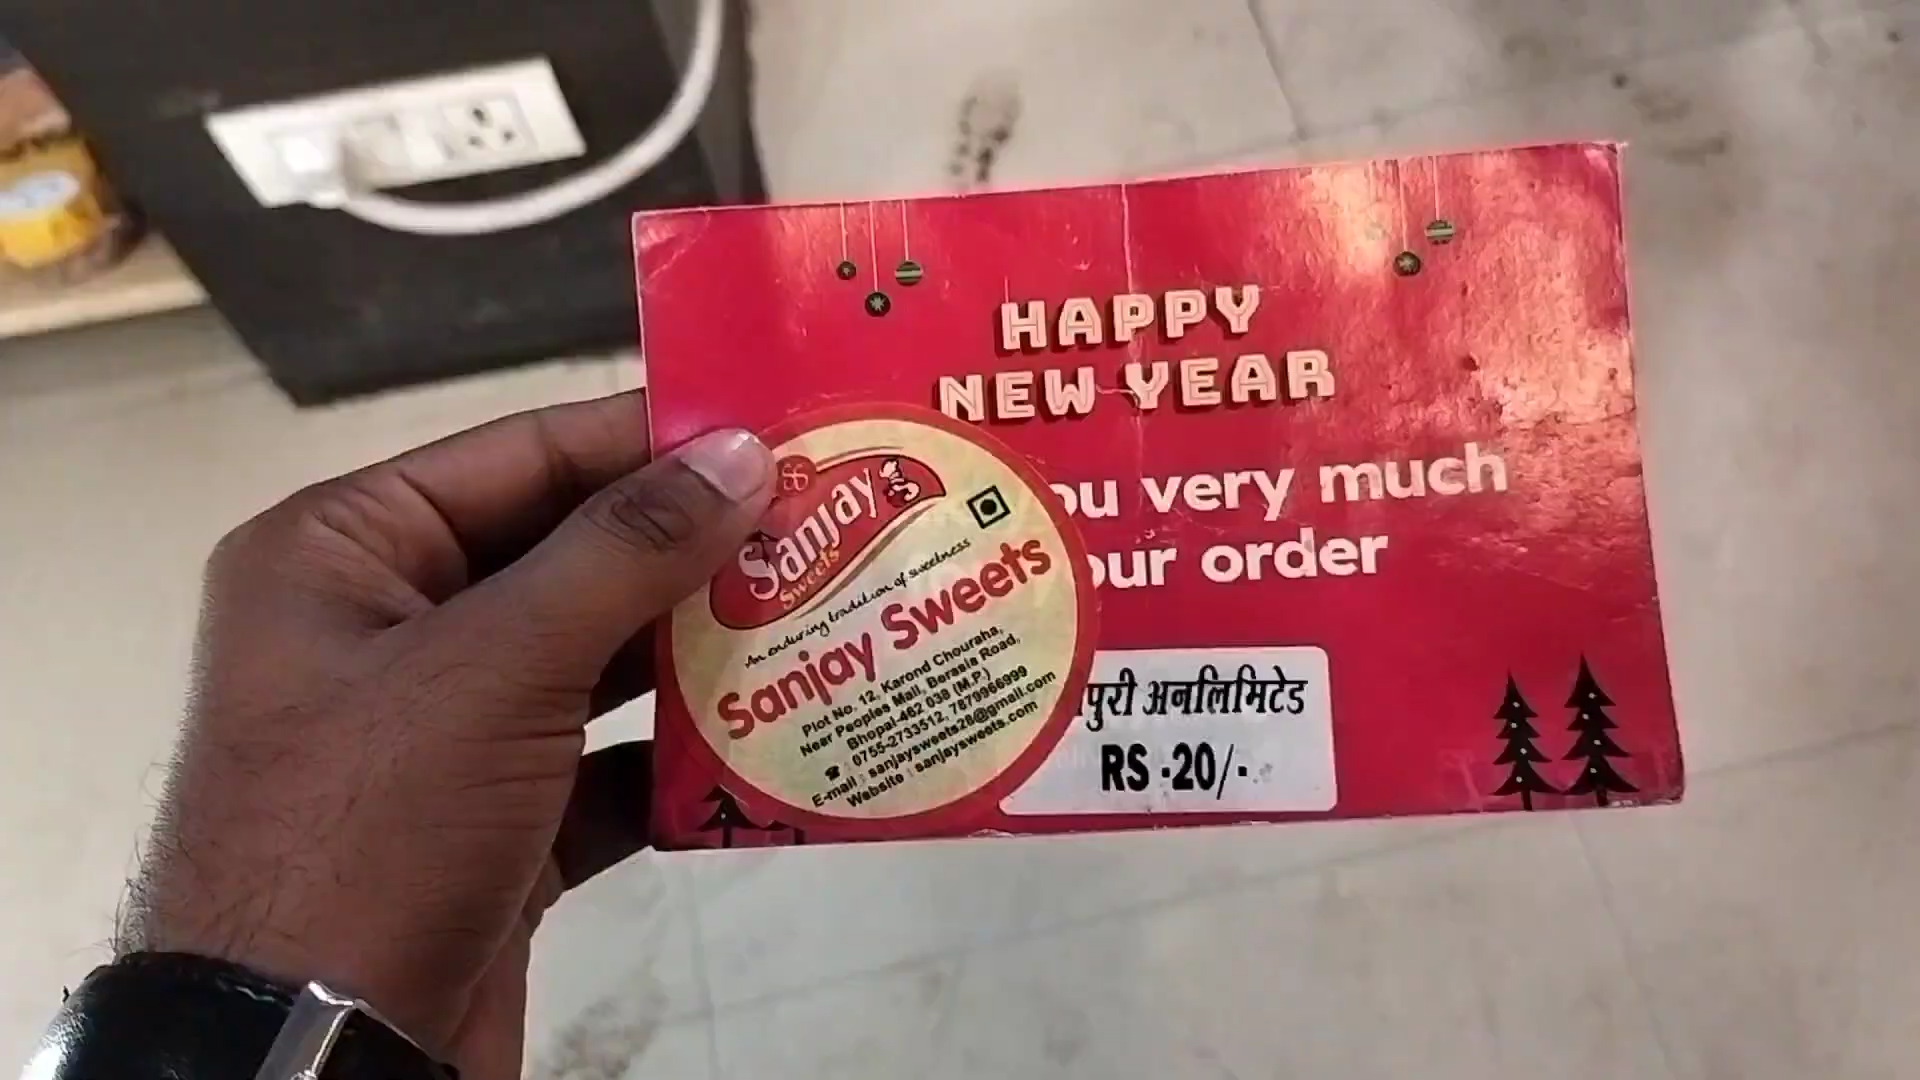 HAPPY
NEW YEAR
ou very much
our order
Sanjay's
Sweets
An enduring tradition of sweetness
Sanjay Sweets
Plot No. 12, Karond Chouraha,
Near Peoples Mall, Berasia Road,
Bhopal-462 038 (M.P.)
☎ : 0755-2733512, 7879966999
E-mail : sanjaysweets28@gmail.com
Website : sanjaysweets.com
पुरी अनलिमिटेड
RS -20/-